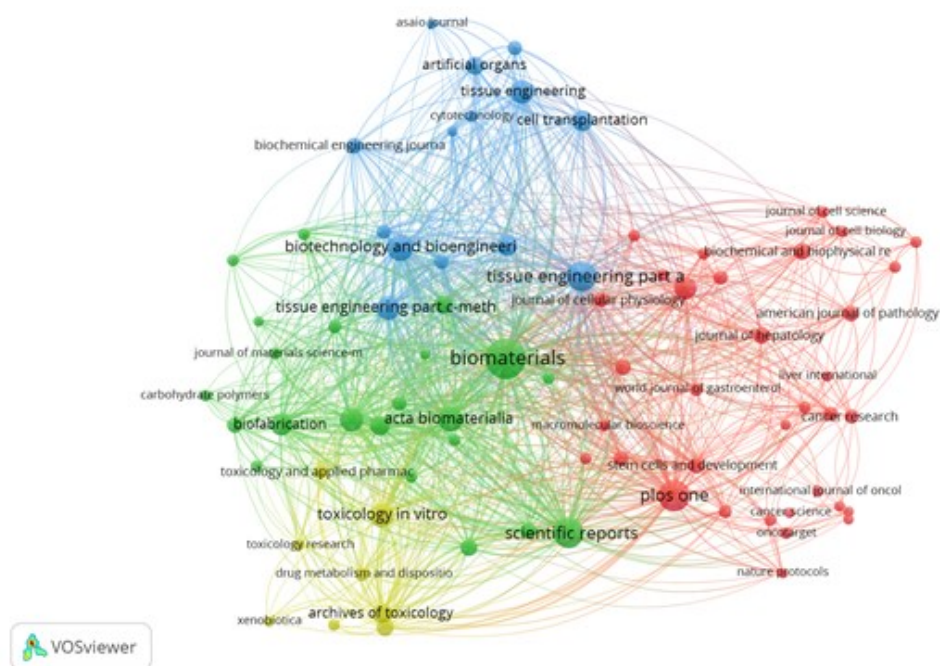 asaio journal
artificial organs
tissue engineering
cytotechnology
cell transplantation
biochemical engineering journa
journal of cell science
journal of cell biology
biotechnology and bioengineeri
biochemical and biophysical re
tissue engineering part a
journal of cellular physiology
tissue engineering part c-meth
american journal of pathology
journal of hepatology
journal of materials science-m
biomaterials
liver international
world journal of gastroenterol
carbohydrate polymers
biofabrication
acta biomaterialia
macromolecular bioscience
cancer research
toxicology and applied pharmac
stem cells and development
plos one
international journal of oncol
toxicology in vitro
cancer science
scientific reports
oncotarget
toxicology research
drug metabolism and dispositio
nature protocols
xenobiotica
archives of toxicology
VOSviewer